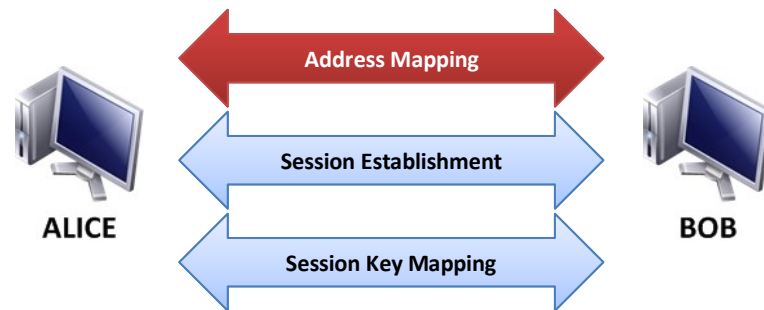 Address Mapping
Session Establishment
ALICE
BOB
Session Key Mapping